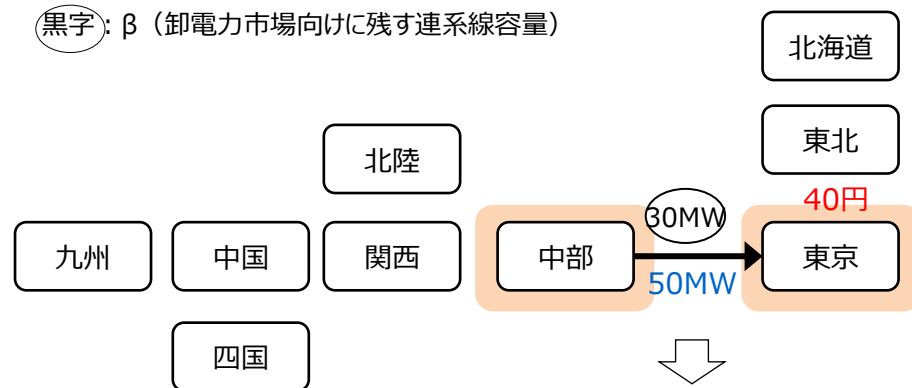 黒字: β（卸電力市場向けに残す連系線容量）
北海道
東北
北陸
40円
30MW
九州
中国
関西
中部
東京
50MW
四国